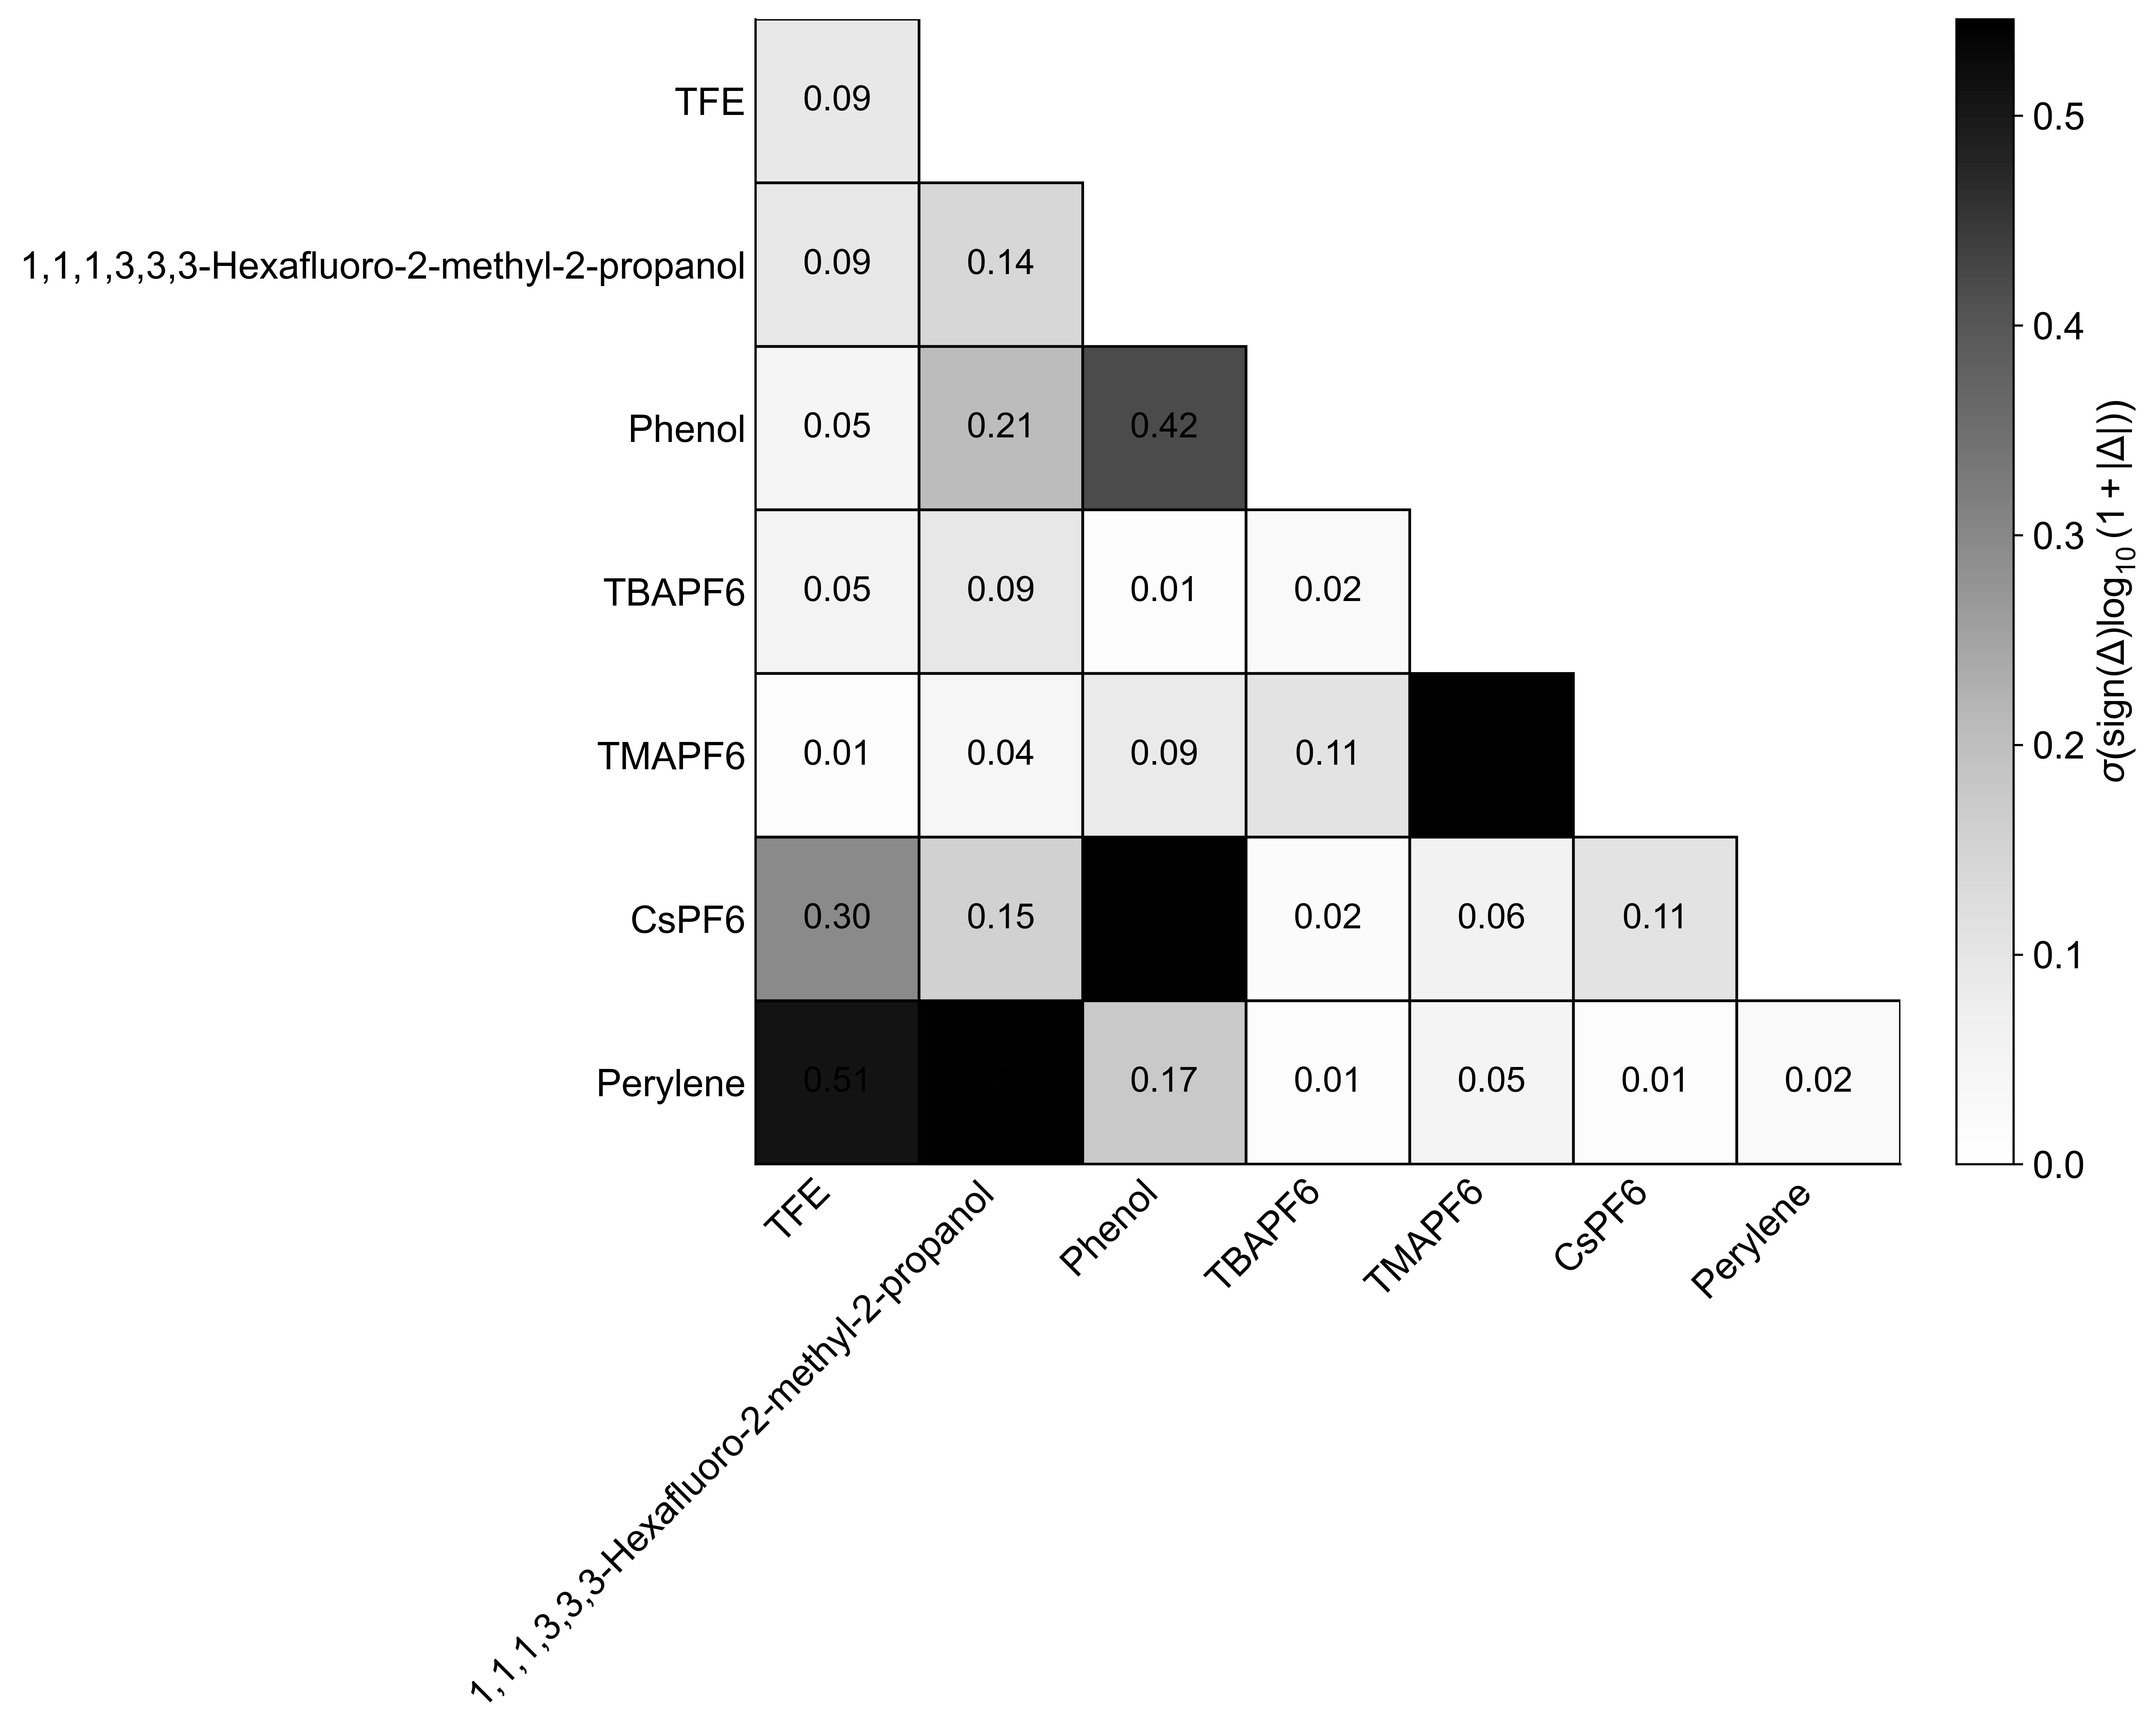 TFE 0.09
1,1,1,3,3,3-Hexafluoro-2-methyl-2-propanol 0.09 0.14
Phenol 0.05 0.21 0.42
TBAPF6 0.05 0.09 0.01 0.02
TMAPF6 0.01 0.04 0.09 0.11
CsPF6 0.30 0.15 0.02 0.06 0.11
Perylene 0.51 0.17 0.01 0.05 0.01 0.02
TFE
1,1,1,3,3,3-Hexafluoro-2-methyl-2-propanol
Phenol
TBAPF6
TMAPF6
CsPF6
Perylene
0.5
0.4
0.3
0.2
0.1
0.0
σ(sign(Δ)log₁₀ (1 + |Δ|))